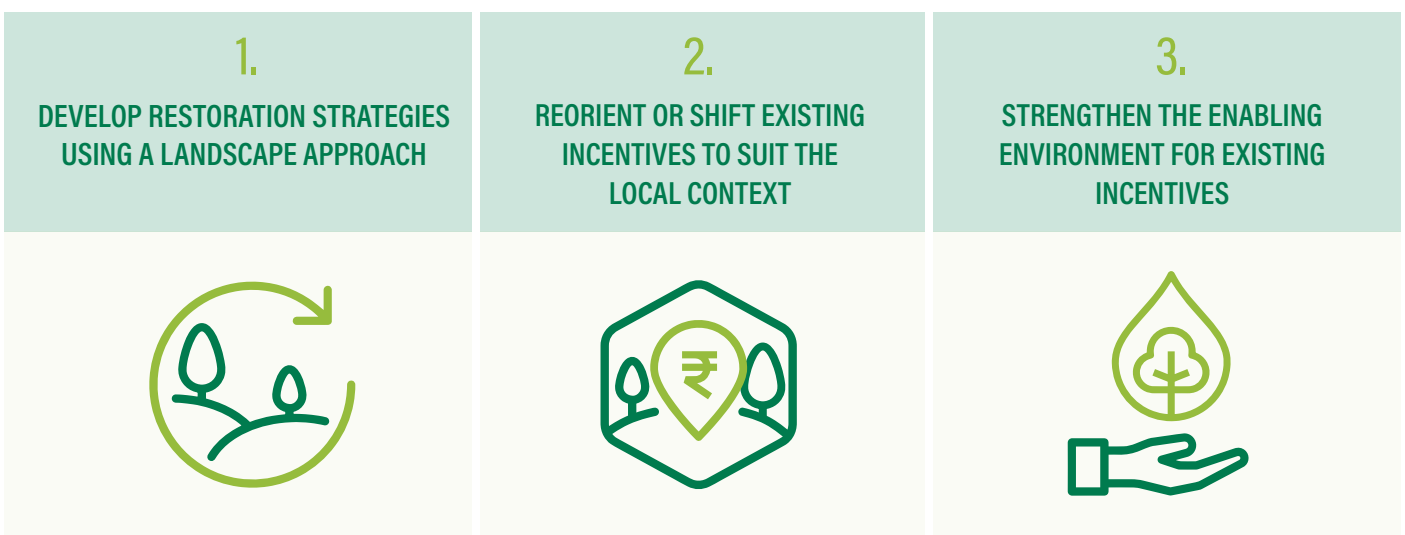 1.
DEVELOP RESTORATION STRATEGIES
USING A LANDSCAPE APPROACH
2.
REORIENT OR SHIFT EXISTING
INCENTIVES TO SUIT THE
LOCAL CONTEXT
₹
3.
STRENGTHEN THE ENABLING
ENVIRONMENT FOR EXISTING
INCENTIVES